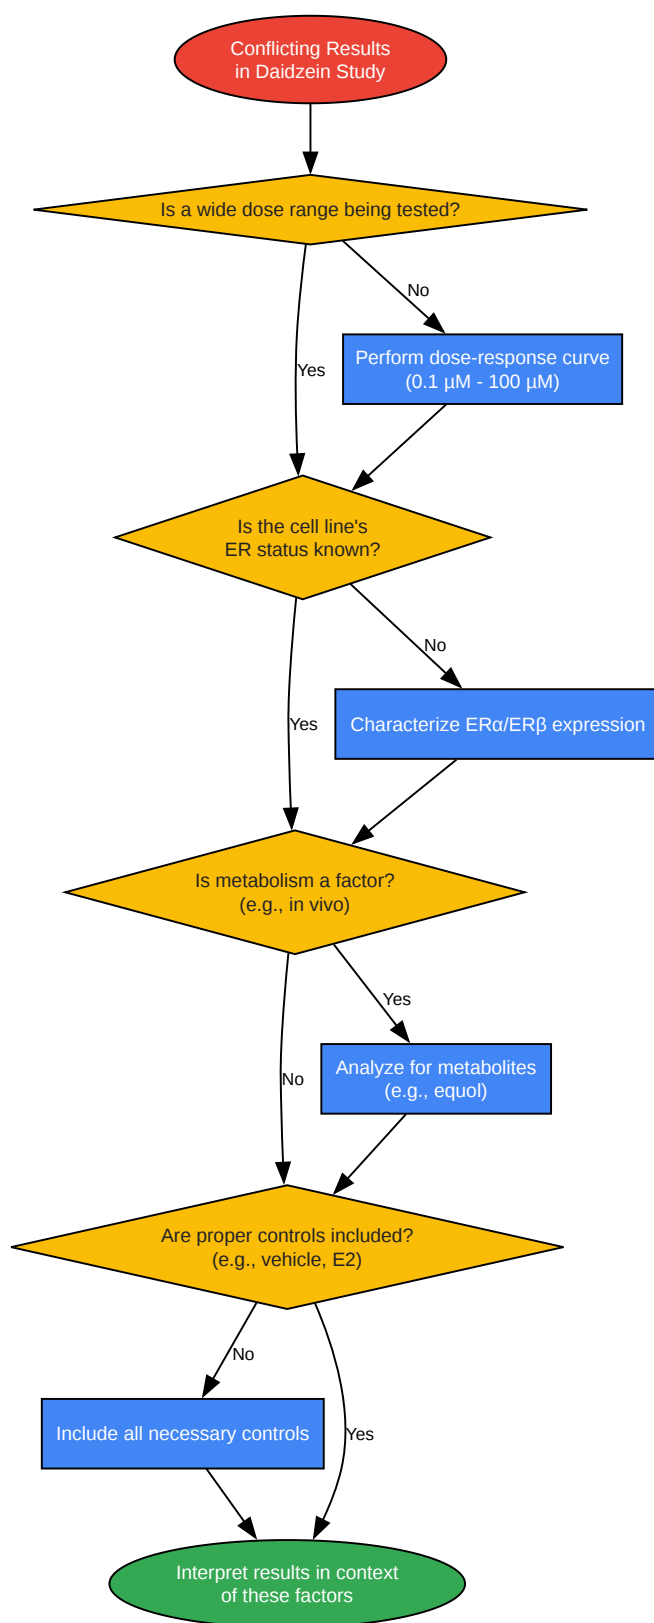 Conflicting Results
in Daidzein Study
Is a wide dose range being tested?
No
Perform dose-response curve
(0.1 µM - 100 µM)
Yes
Is the cell line's
ER status known?
No
Characterize ERα/ERβ expression
Yes
Is metabolism a factor?
(e.g., in vivo)
Yes
Analyze for metabolites
(e.g., equol)
No
Are proper controls included?
(e.g., vehicle, E2)
No
Include all necessary controls
Yes
Interpret results in context
of these factors